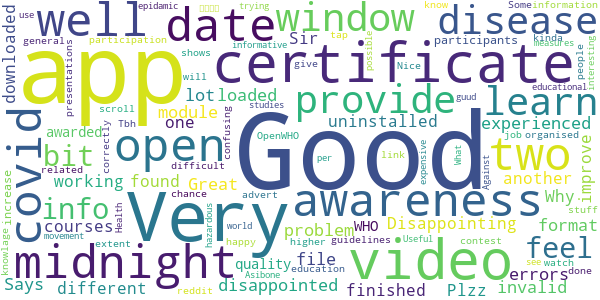 epidamic
trying
know
Some
information
use
participation
tap
kinda
general
shows
participants
possible
measures
downloaded
well
date
window
disease
presentations
will
Sir
give
Nice
people
interesting
educational
app
certificate
lot
loaded
scroll
informative
Tbh
module
provide
learn
awarded
one
confusing
uninstalled
experienced
correctly
studies
guud
covid
bit
open
Good
two
OpenWHO
job
organised
related
difficult
per
link
expensive
What
Against
another
improve
working
found
Great
info
Very
awareness
Why
stuff
increase
courses
chance
advert
problem
WHO
Disappointing
format
Health
extent
hazardous
world
higher
guidelines
Useful
feel
knowlage
movement
happy
education
contest
see
watch
midnight
quality
file
video
errors
done
Says
different
disappointed
finished
Plzz
invalid
reddit
Asibone